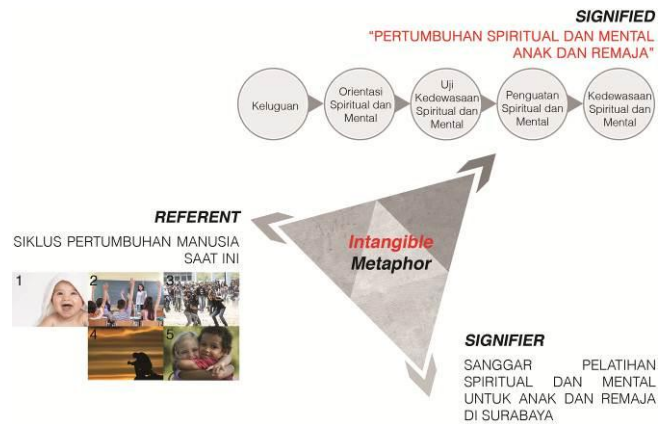 SIGNIFIED
"PERTUMBUHAN SPIRITUAL DAN MENTAL
ANAK DAN REMAJA"
Keluguan
Orientasi
Spiritual dan
Mental
Uji
Kedewasaan
Spiritual dan
Mental
Penguatan
Spiritual dan
Mental
Kedewasaan
Spiritual dan
Mental
REFERENT
SIKLUS PERTUMBUHAN MANUSIA
SAAT INI
1
2
3
4
5
Intangible
Metaphor
SIGNIFIER
SANGGAR PELATIHAN
SPIRITUAL DAN MENTAL
UNTUK ANAK DAN REMAJA
DI SURABAYA